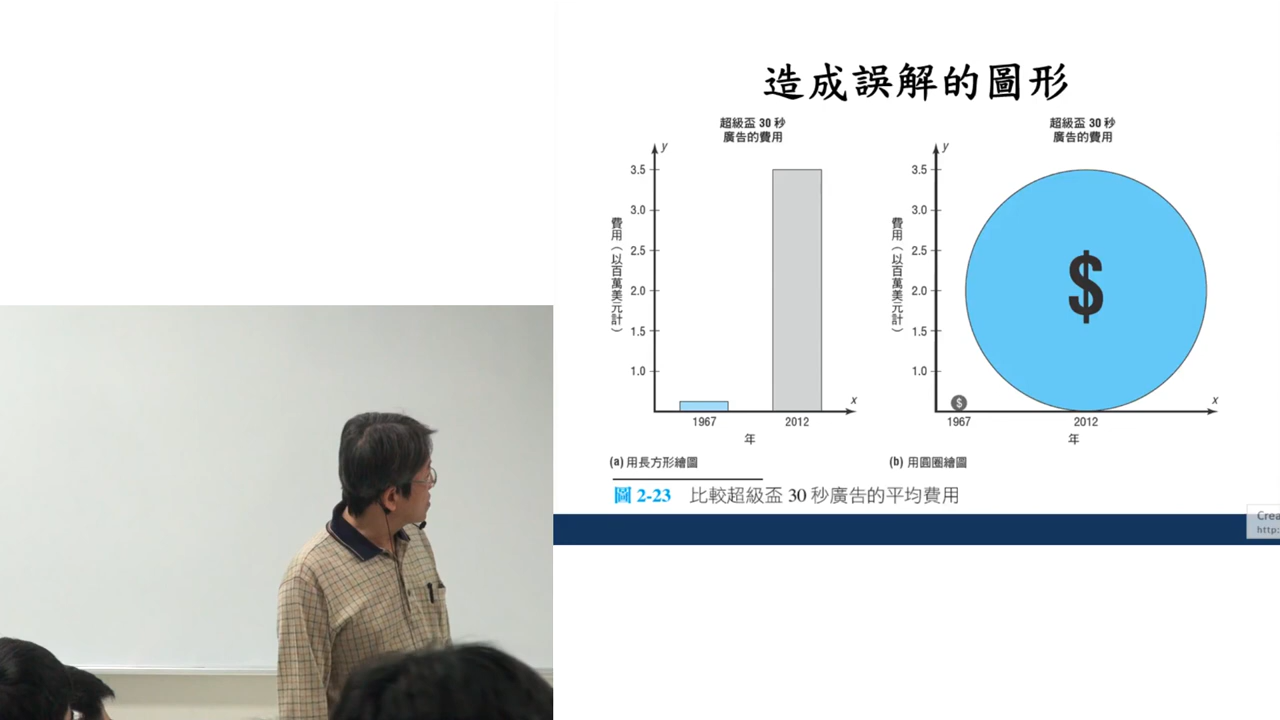 造成誤解的圖形
超級盃 30 秒
廣告的費用
y
3.5
3.0
2.5
2.0
1.5
1.0
費用（以百萬美元計）
x
1967
2012
年
(a) 用長方形繪圖
超級盃 30 秒
廣告的費用
y
3.5
3.0
2.5
2.0
1.5
1.0
費用（以百萬美元計）
$
$
x
1967
2012
年
(b) 用圓圈繪圖
圖 2-23 比較超級盃 30 秒廣告的平均費用
Crea
http: